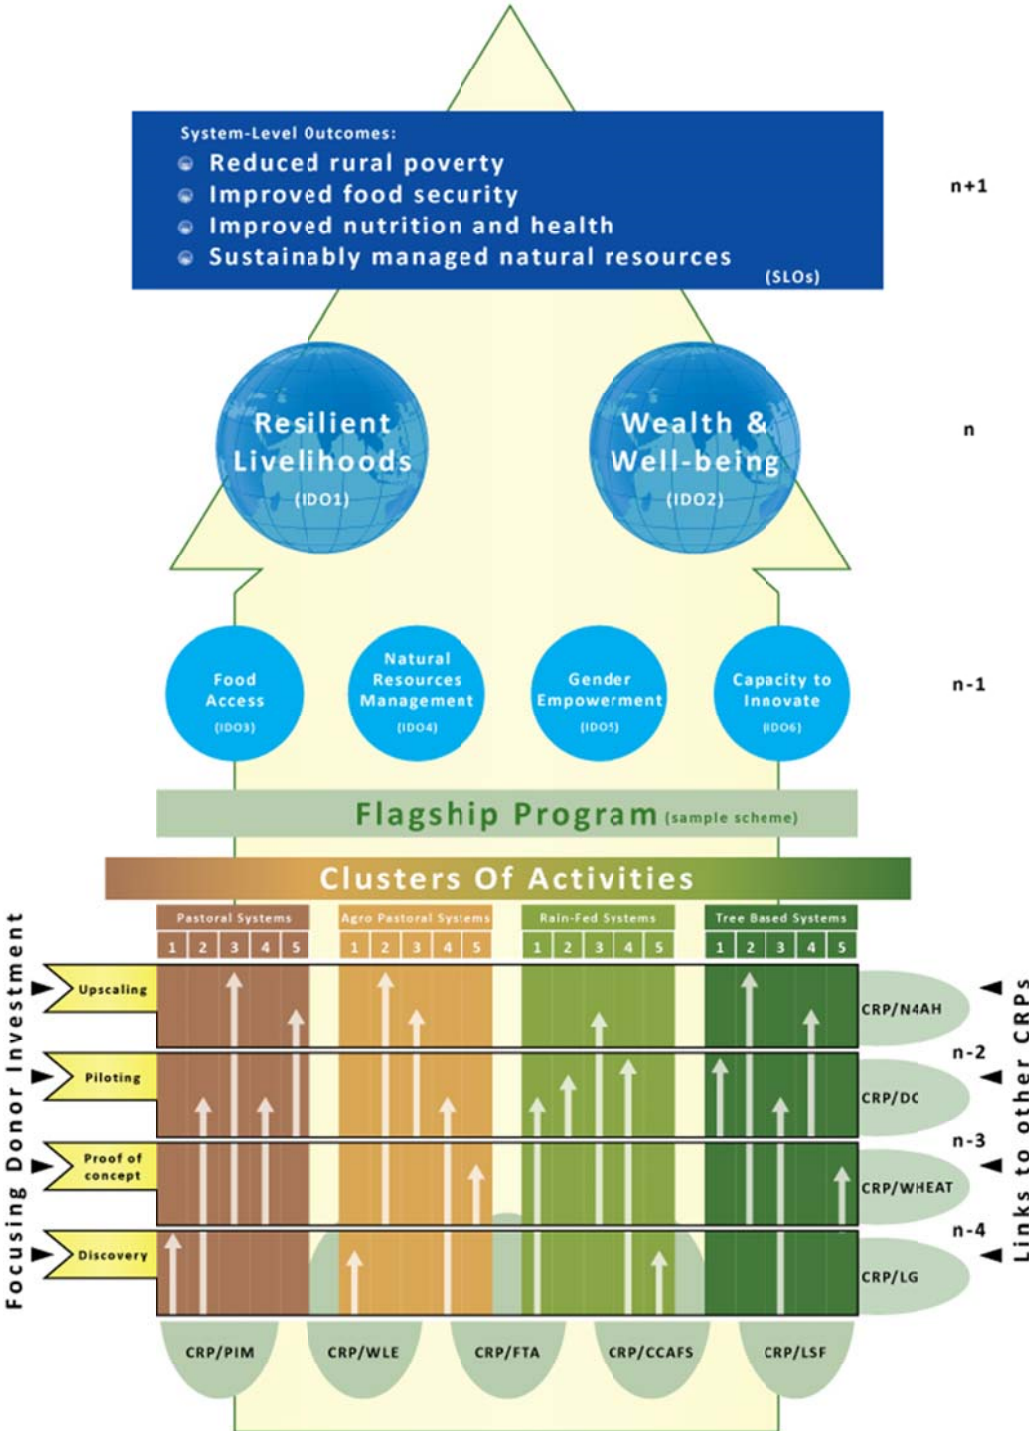 System-Level Outcomes:
Reduced rural poverty
Improved food security
Improved nutrition and health
Sustainably managed natural resources
(SLOs)
n+1
Resilient
Livelihoods
(IDO1)
Wealth &
Well-being
(IDO2)
n
Food
Access
(IDO3)
Natural
Resources
Management
(IDO4)
Gender
Empowerment
(IDO5)
Capacity to
Innovate
(IDO6)
n-1
Flagship Program (sample scheme)
Clusters Of Activities
Pastoral Systems
1 2 3 4 5
Agro Pastoral Systems
1 2 3 4 5
Rain-Fed Systems
1 2 3 4 5
Tree Based Systems
1 2 3 4 5
Focusing Donor Investment
Upscaling
Piloting
Proof of
concept
Discovery
CRP/N4AH
n-2
CRP/DC
n-3
CRP/WHEAT
n-4
CRP/LG
Links to other CRPs
CRP/PIM
CRP/WLE
CRP/FTA
CRP/CCAFS
CRP/LSF